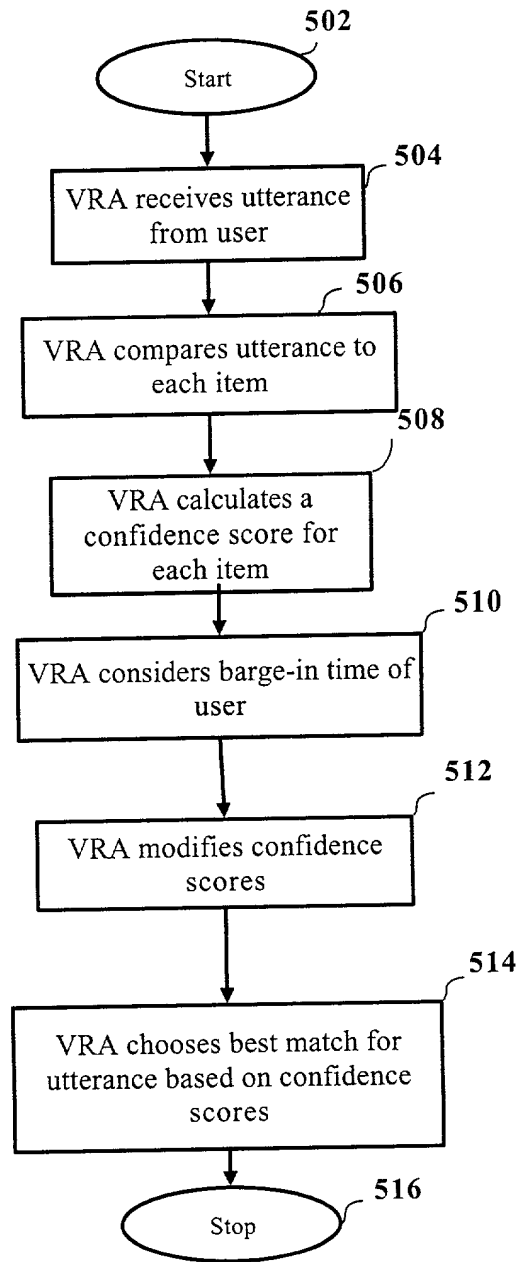 502
Start
504
VRA receives utterance
from user
506
VRA compares utterance to
each item
508
VRA calculates a
confidence score for
each item
510
VRA considers barge-in time of
user
512
VRA modifies confidence
scores
514
VRA chooses best match for
utterance based on confidence
scores
516
Stop